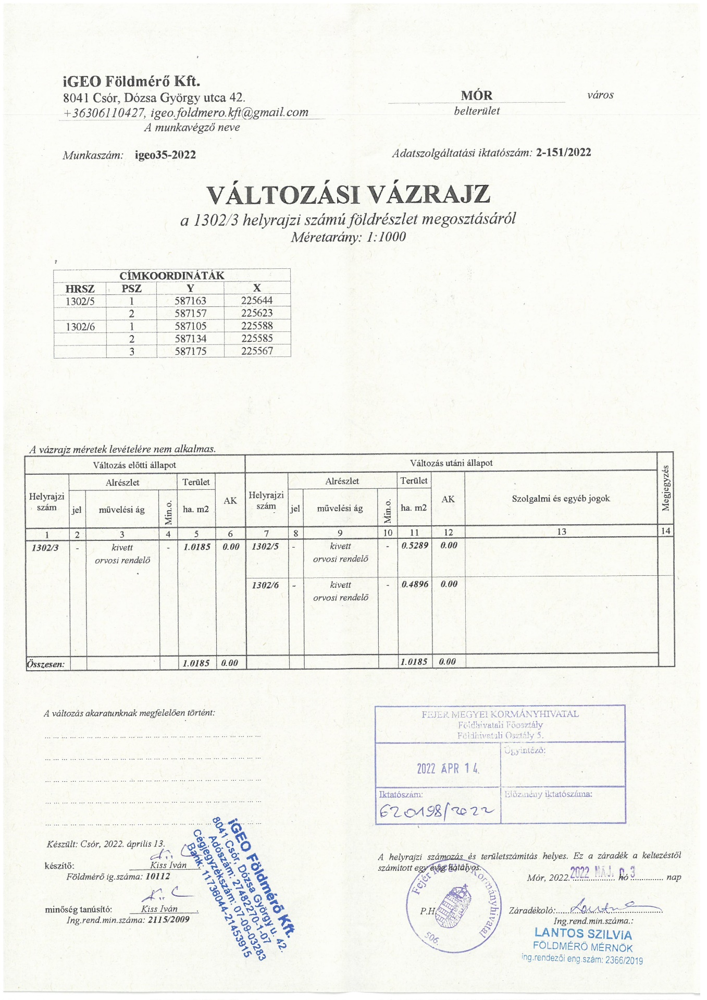 iGEO Földmérő Kft.
8041 Csór, Dózsa György utca 42.
+36306110427, igeo.foldmero.kft@gmail.com
A munkavégző neve
MÓR város
belterület
Munkaszám: igeo35-2022
Adatszolgáltatási iktatószám: 2-151/2022
VÁLTOZÁSI VÁZRAJZ
a 1302/3 helyrajzi számú földrészlet megosztásáról
Méretarány: 1:1000
CÍMKOORDINÁTÁK
HRSZ PSZ Y X
1302/5 1 587163 225644
2 587157 225623
1302/6 1 587105 225588
2 587134 225585
3 587175 225567
A vázrajz méretek levételére nem alkalmas.
Változás előtti állapot Változás utáni állapot Megjegyzés
Helyrajzi szám Alrészlet Terület AK Helyrajzi szám Alrészlet Terület AK Szolgalmi és egyéb jogok
jel művelési ág Min.o. ha. m2 jel művelési ág Min.o. ha. m2
1 2 3 4 5 6 7 8 9 10 11 12 13 14
1302/3 - kivett - 1.0185 0.00 1302/5 - kivett - 0.5289 0.00
orvosi rendelő orvosi rendelő
1302/6 - kivett - 0.4896 0.00
orvosi rendelő
Összesen: 1.0185 0.00 1.0185 0.00
A változás akaratunknak megfelelően történt:
FEJÉR MEGYEI KORMÁNYHIVATAL
Földhivatali Főosztály
Földhivatali Osztály 5.
Ügyintéző:
2022 ÁPR 14.
Iktatószám: Előzmény iktatószáma:
620198/2022
Készült: Csór, 2022. április 13.
készítő: Kiss Iván
Földmérő ig.száma: 10112
minőség tanúsító: Kiss Iván
Ing.rend.min.száma: 2115/2009
iGEO Földmérő Kft.
8041 Csór, Dózsa György u. 42.
Adószám: 27482270-1-07
Cégjegyzékszám: 07-09-03283
Bank: 11736044-21453915
A helyrajzi számozás és területszámítás helyes. Ez a záradék a keltezéstől
számított egy évig hatályos.
Mór, 2022. 2022 MÁJ. 03 hó nap
Fejér Megyei Kormányhivatal
506.
P.H.
Záradékoló:
Ing.rend.min.száma.:
LANTOS SZILVIA
FÖLDMÉRŐ MÉRNÖK
ing.rendezői eng.szám: 2366/2019